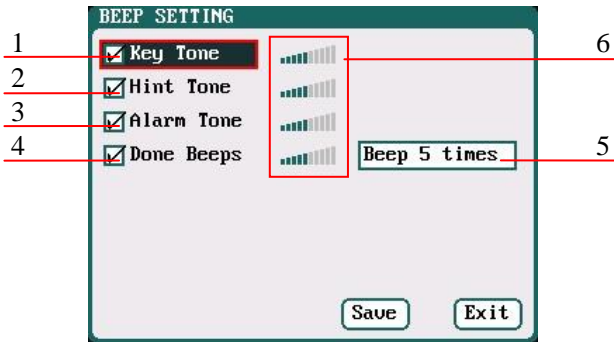 BEEP SETTING
1 Key Tone 6
2 Hint Tone
3 Alarm Tone
4 Done Beeps Beep 5 times 5
Save Exit